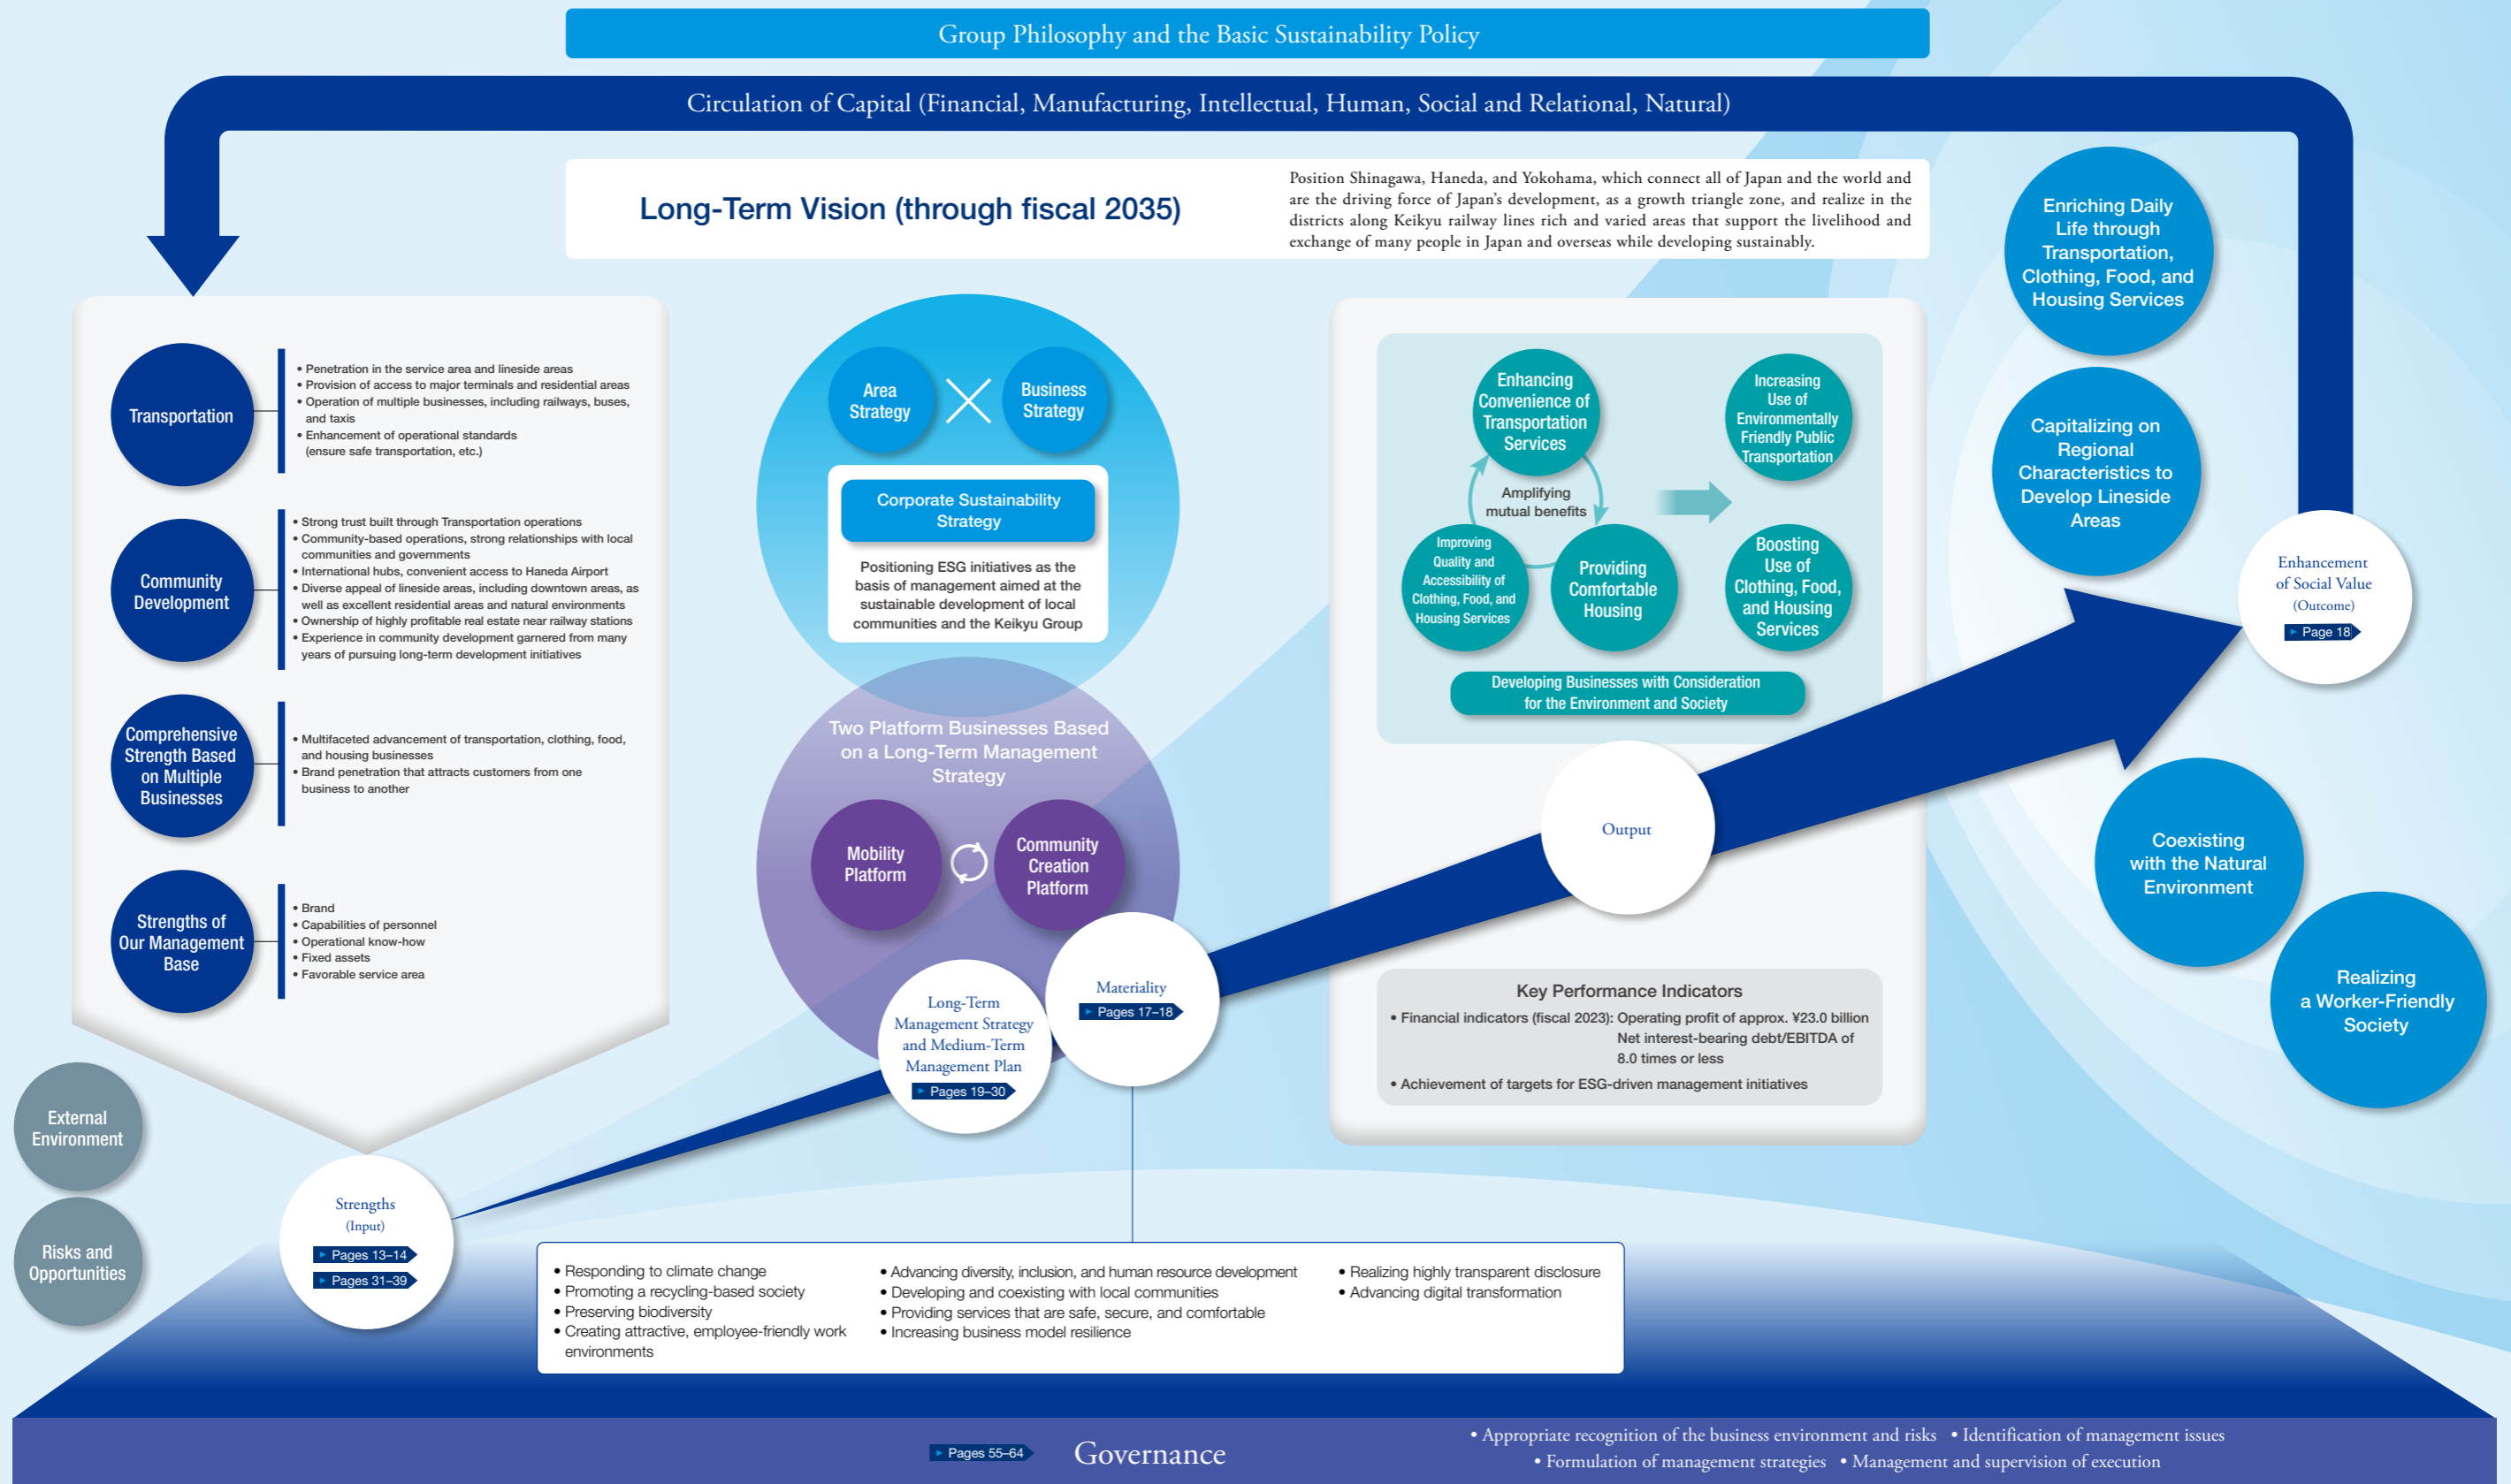 Group Philosophy and the Basic Sustainability Policy
Circulation of Capital (Financial, Manufacturing, Intellectual, Human, Social and Relational, Natural)
Long-Term Vision (through fiscal 2035)
Position Shinagawa, Haneda, and Yokohama, which connect all of Japan and the world and
are the driving force of Japan's development, as a growth triangle zone, and realize in the
districts along Keikyu railway lines rich and varied areas that support the livelihood and
exchange of many people in Japan and overseas while developing sustainably.
Transportation
• Penetration in the service area and lineside areas
• Provision of access to major terminals and residential areas
• Operation of multiple businesses, including railways, buses,
and taxis
• Enhancement of operational standards
(ensure safe transportation, etc.)
Community
Development
• Strong trust built through Transportation operations
• Community-based operations, strong relationships with local
communities and governments
• International hubs, convenient access to Haneda Airport
• Diverse appeal of lineside areas, including downtown areas, as
well as excellent residential areas and natural environments
• Ownership of highly profitable real estate near railway stations
• Experience in community development garnered from many
years of pursuing long-term development initiatives
Comprehensive
Strength Based
on Multiple
Businesses
• Multifaceted advancement of transportation, clothing, food,
and housing businesses
• Brand penetration that attracts customers from one
business to another
Strengths of
Our Management
Base
• Brand
• Capabilities of personnel
• Operational know-how
• Fixed assets
• Favorable service area
External
Environment
Risks and
Opportunities
Strengths
(Input)
Pages 13–14
Pages 31–39
Area
Strategy
Business
Strategy
Corporate Sustainability
Strategy
Positioning ESG initiatives as the
basis of management aimed at the
sustainable development of local
communities and the Keikyu Group
Two Platform Businesses Based
on a Long-Term Management
Strategy
Mobility
Platform
Community
Creation
Platform
Long-Term
Management Strategy
and Medium-Term
Management Plan
Pages 19–30
Materiality
Pages 17–18
• Responding to climate change
• Promoting a recycling-based society
• Preserving biodiversity
• Creating attractive, employee-friendly work
environments
• Advancing diversity, inclusion, and human resource development
• Developing and coexisting with local communities
• Providing services that are safe, secure, and comfortable
• Increasing business model resilience
• Realizing highly transparent disclosure
• Advancing digital transformation
Enhancing
Convenience of
Transportation
Services
Amplifying
mutual benefits
Improving
Quality and
Accessibility of
Clothing, Food, and
Housing Services
Providing
Comfortable
Housing
Increasing
Use of
Environmentally
Friendly Public
Transportation
Boosting
Use of
Clothing, Food,
and Housing
Services
Developing Businesses with Consideration
for the Environment and Society
Output
Key Performance Indicators
• Financial indicators (fiscal 2023): Operating profit of approx. ¥23.0 billion
Net interest-bearing debt/EBITDA of
8.0 times or less
• Achievement of targets for ESG-driven management initiatives
Enriching Daily
Life through
Transportation,
Clothing, Food, and
Housing Services
Capitalizing on
Regional
Characteristics to
Develop Lineside
Areas
Enhancement
of Social Value
(Outcome)
Page 18
Coexisting
with the Natural
Environment
Realizing
a Worker-Friendly
Society
Pages 55–64
Governance
• Appropriate recognition of the business environment and risks • Identification of management issues
• Formulation of management strategies • Management and supervision of execution